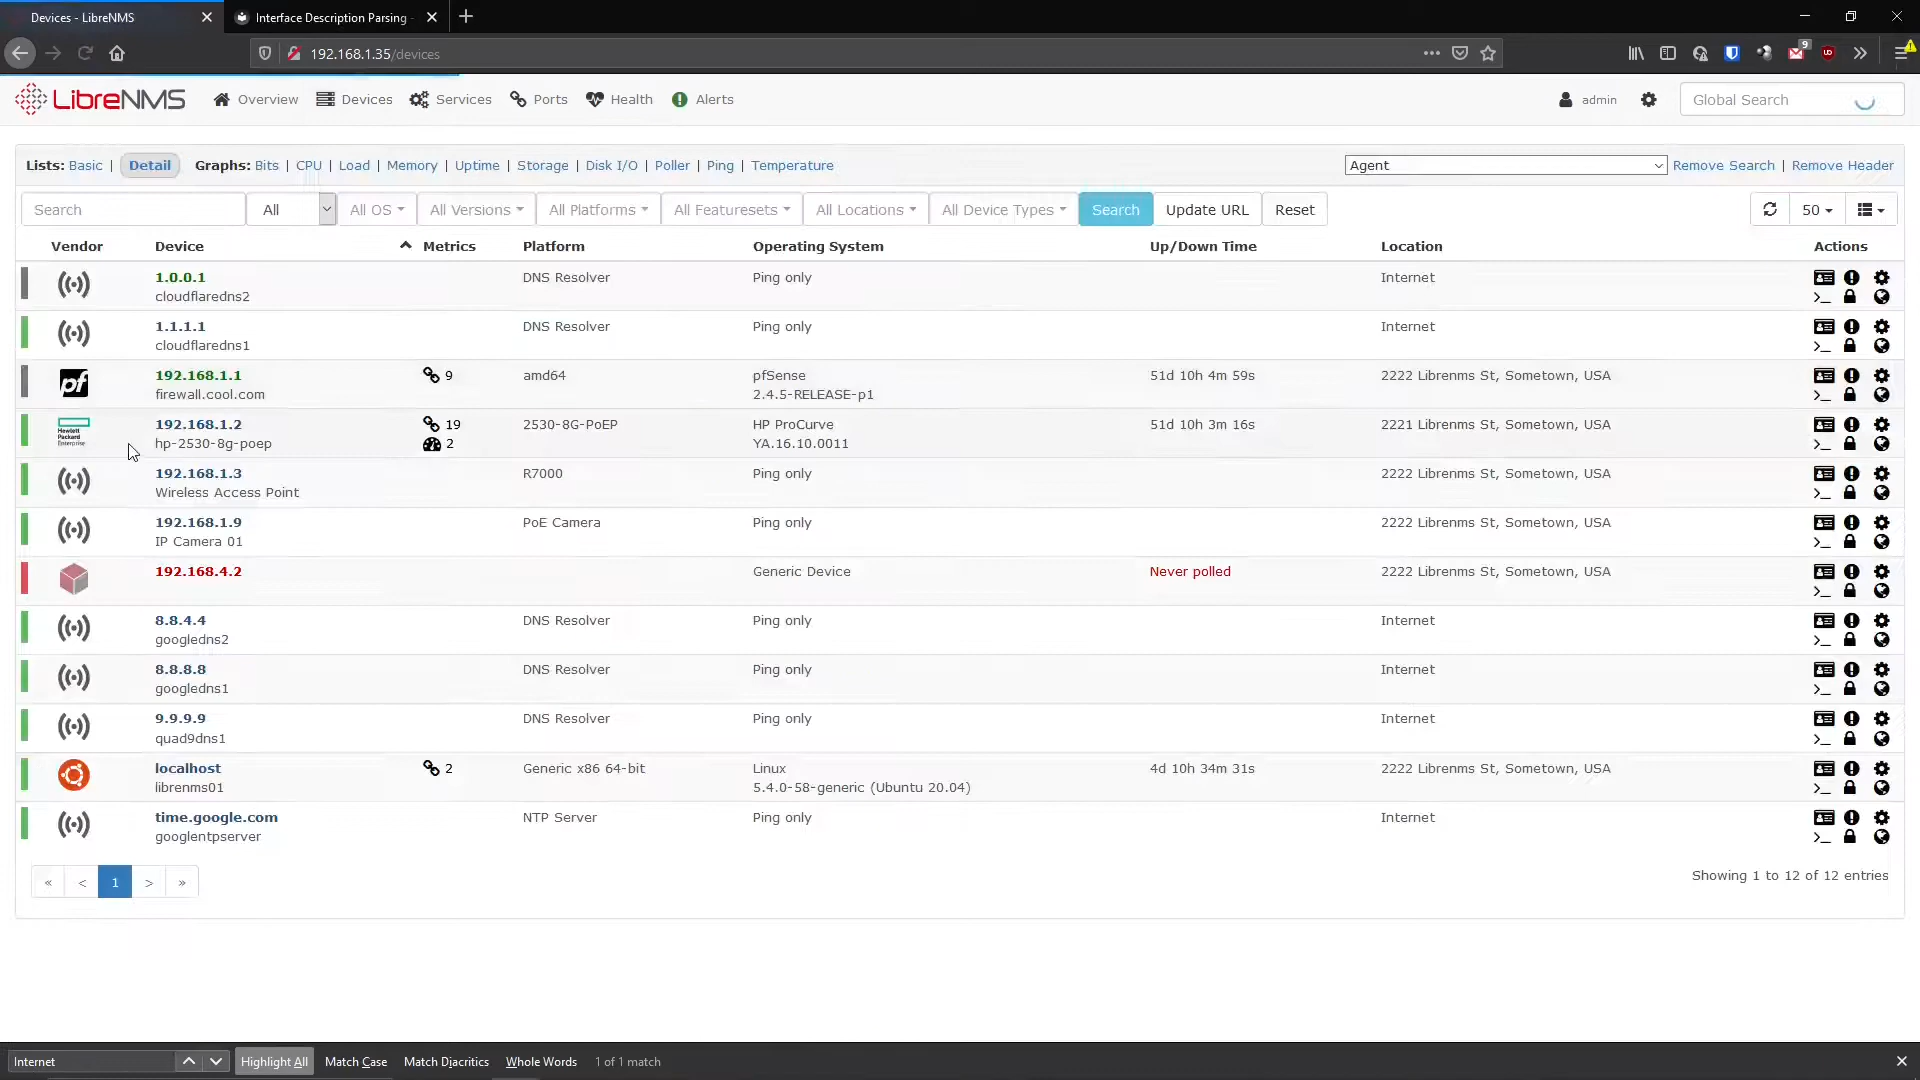 Devices - LibreNMS
Interface Description Parsing -
192.168.1.35/devices
9
LibreNMS Overview Devices Services Ports Health Alerts admin Global Search
Lists: Basic | Detail Graphs: Bits | CPU | Load | Memory | Uptime | Storage | Disk I/O | Poller | Ping | Temperature Agent Remove Search | Remove Header
Search All All OS All Versions All Platforms All Featuresets All Locations All Device Types Search Update URL Reset 50
Vendor Device Metrics Platform Operating System Up/Down Time Location Actions
1.0.0.1 DNS Resolver Ping only Internet
cloudflaredns2
1.1.1.1 DNS Resolver Ping only Internet
cloudflaredns1
pf 192.168.1.1 9 amd64 pfSense 51d 10h 4m 59s 2222 Librenms St, Sometown, USA
firewall.cool.com 2.4.5-RELEASE-p1
Hewlett Packard Enterprise 192.168.1.2 19 2530-8G-PoEP HP ProCurve 51d 10h 3m 16s 2221 Librenms St, Sometown, USA
hp-2530-8g-poep 2 YA.16.10.0011
192.168.1.3 R7000 Ping only 2222 Librenms St, Sometown, USA
Wireless Access Point
192.168.1.9 PoE Camera Ping only 2222 Librenms St, Sometown, USA
IP Camera 01
192.168.4.2 Generic Device Never polled 2222 Librenms St, Sometown, USA
8.8.4.4 DNS Resolver Ping only Internet
googledns2
8.8.8.8 DNS Resolver Ping only Internet
googledns1
9.9.9.9 DNS Resolver Ping only Internet
quad9dns1
localhost 2 Generic x86 64-bit Linux 4d 10h 34m 31s 2222 Librenms St, Sometown, USA
librenms01 5.4.0-58-generic (Ubuntu 20.04)
time.google.com NTP Server Ping only Internet
googlentpserver
« < 1 > » Showing 1 to 12 of 12 entries
Internet Highlight All Match Case Match Diacritics Whole Words 1 of 1 match